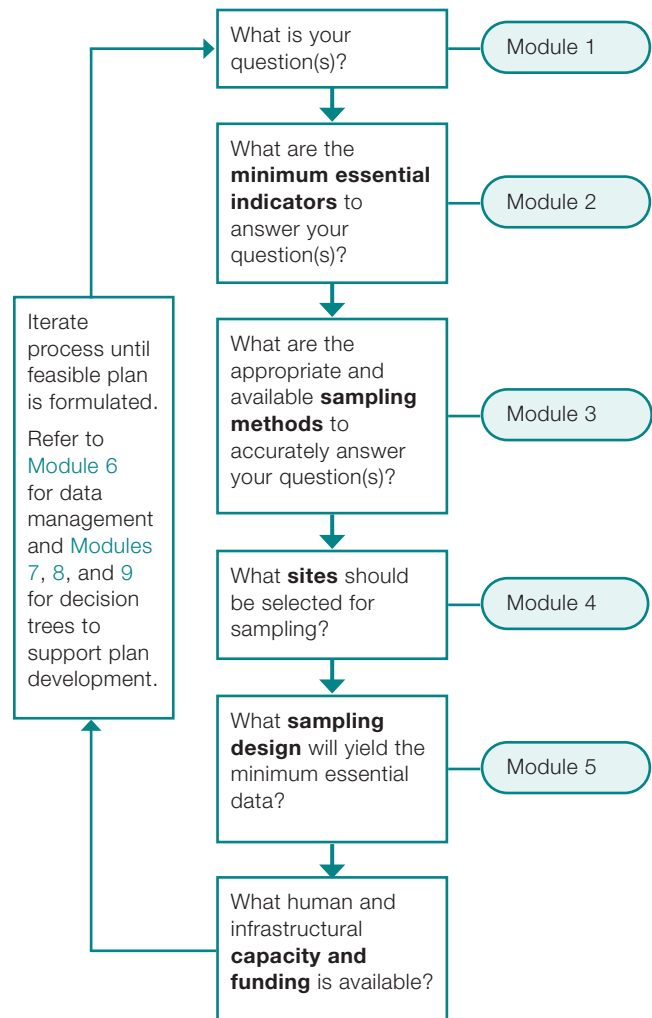 What is your
question(s)?
Module 1
What are the
minimum essential
indicators to
answer your
question(s)?
Module 2
What are the
appropriate and
available sampling
methods to
accurately answer
your question(s)?
Module 3
What sites should
be selected for
sampling?
Module 4
What sampling
design will yield the
minimum essential
data?
Module 5
What human and
infrastructural
capacity and
funding is available?
Iterate
process until
feasible plan
is formulated.
Refer to
Module 6
for data
management
and Modules
7, 8, and 9
for decision
trees to
support plan
development.